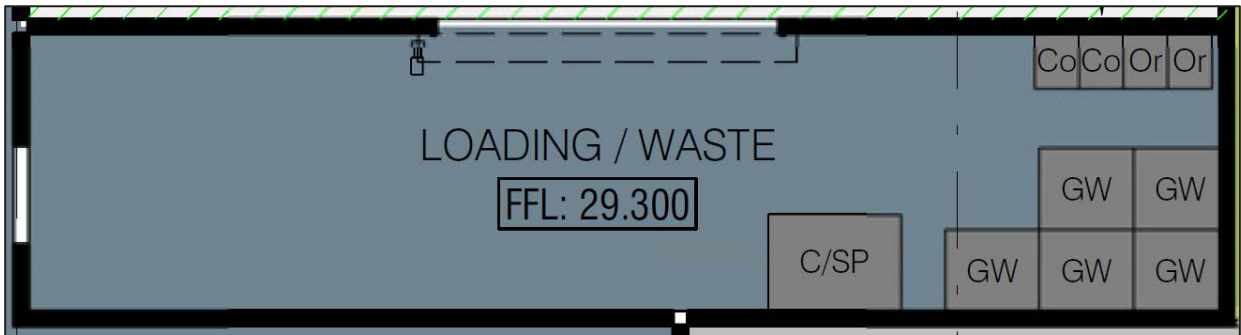 Co Co Or Or
LOADING / WASTE
FFL: 29.300
GW GW
C/SP GW GW GW